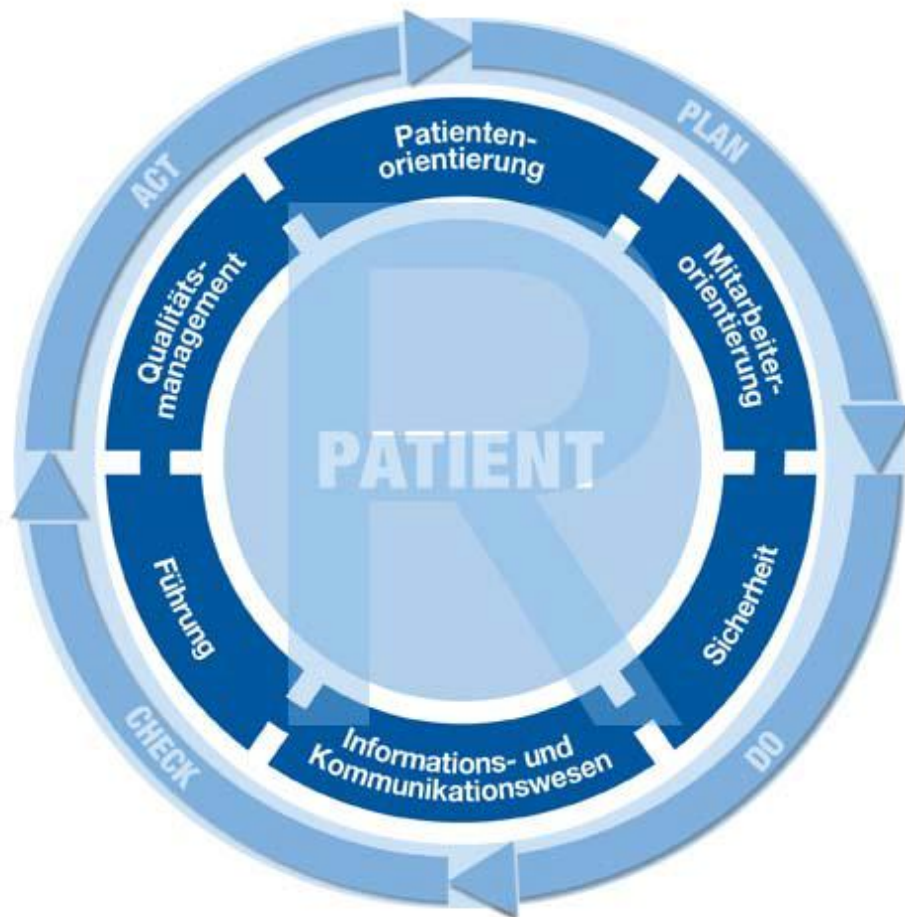 PLAN
DO
CHECK
ACT
Patienten-
orientierung
Mitarbeiter-
orientierung
Sicherheit
Informations- und
Kommunikationswesen
Führung
Qualitäts-
management
PATIENT
R